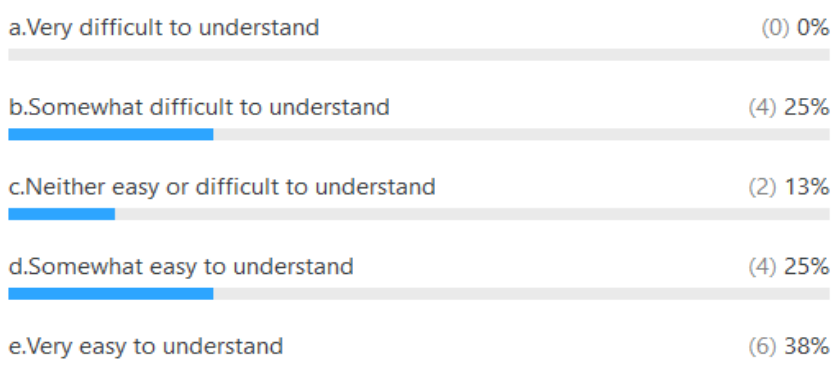 a.Very difficult to understand (0) 0%
b.Somewhat difficult to understand (4) 25%
c.Neither easy or difficult to understand (2) 13%
d.Somewhat easy to understand (4) 25%
e.Very easy to understand (6) 38%